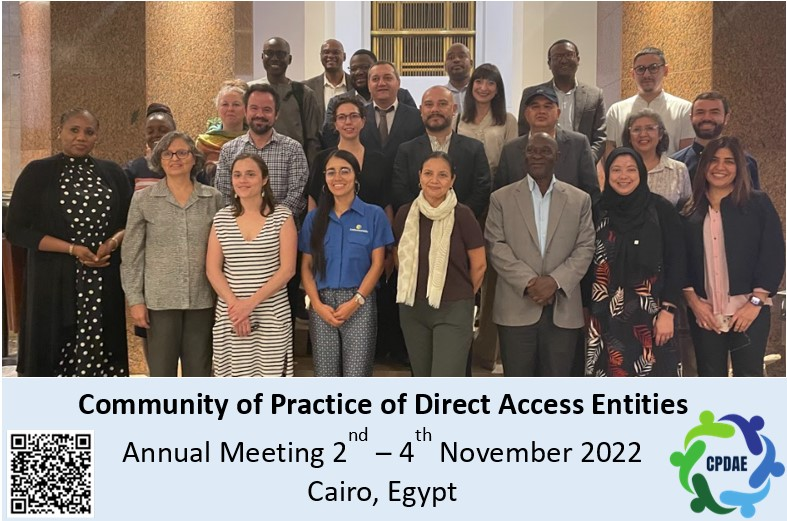 Community of Practice of Direct Access Entities
Annual Meeting 2nd – 4th November 2022
Cairo, Egypt
CPDAE